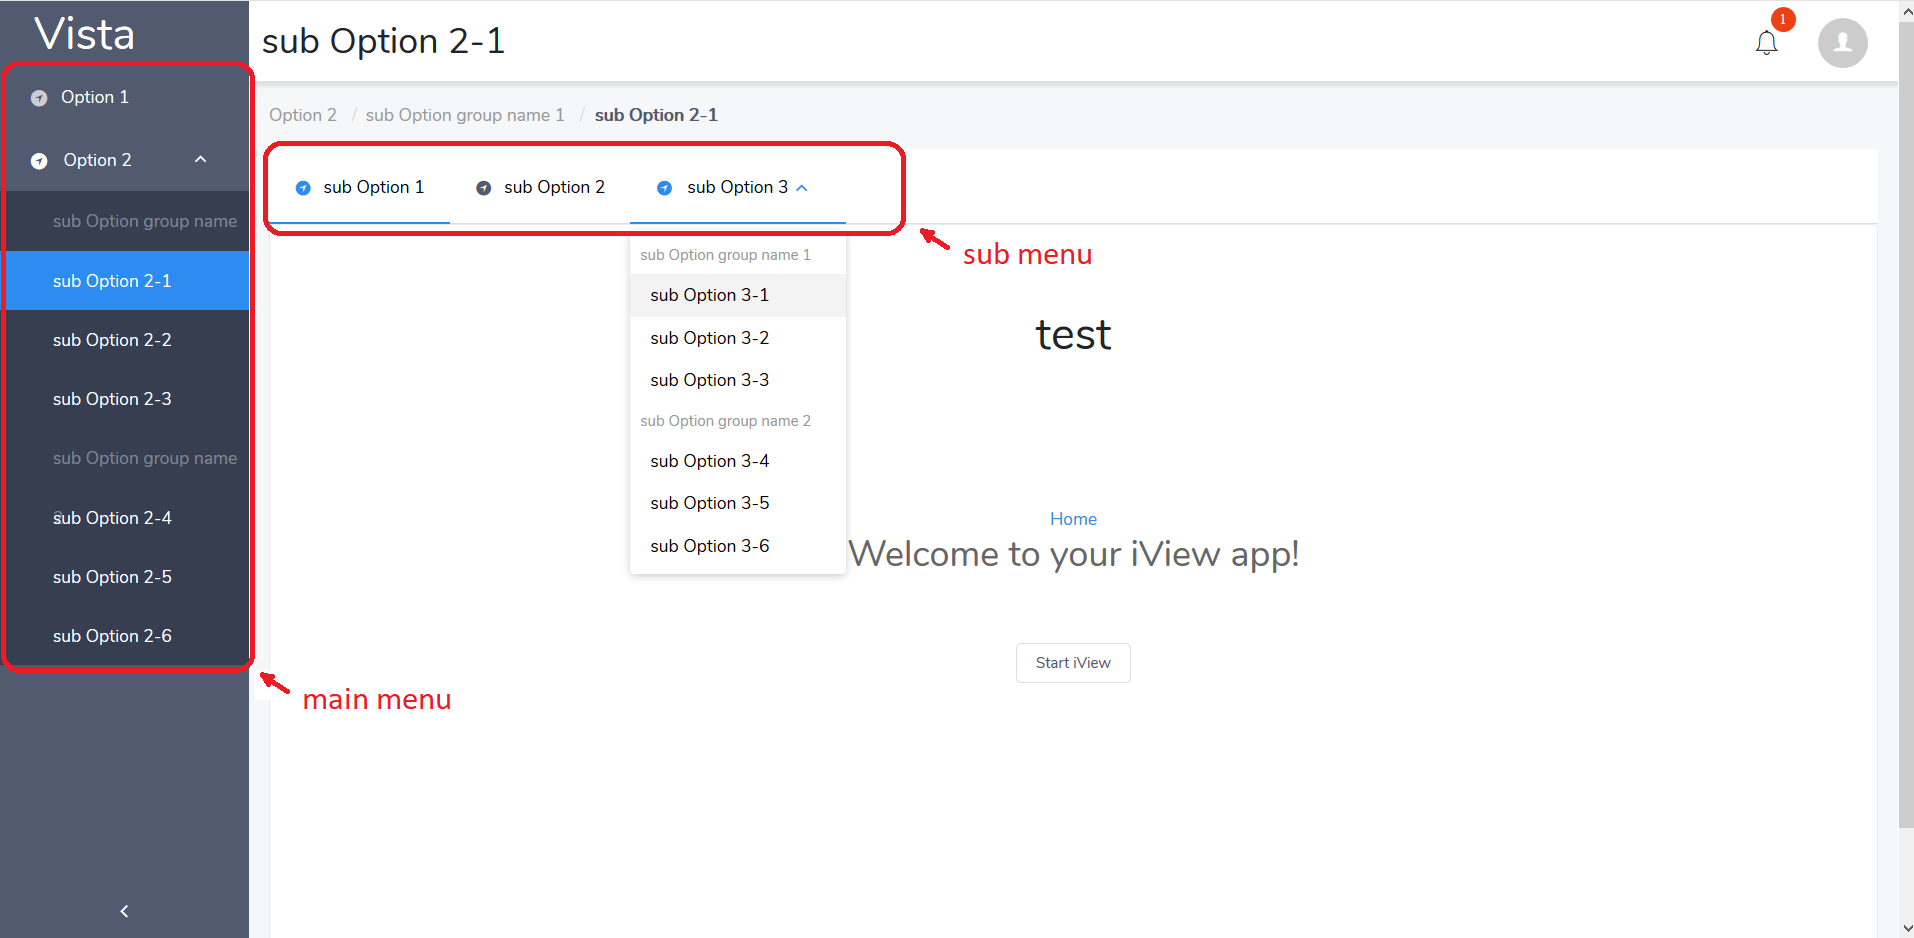 Vista
sub Option 2-1
1
Option 1
Option 2
sub Option group name
sub Option 2-1
sub Option 2-2
sub Option 2-3
sub Option group name
sub Option 2-4
sub Option 2-5
sub Option 2-6
main menu
Option 2 / sub Option group name 1 / sub Option 2-1
sub Option 1 sub Option 2 sub Option 3
sub menu
sub Option group name 1
sub Option 3-1
sub Option 3-2
sub Option 3-3
sub Option group name 2
sub Option 3-4
sub Option 3-5
sub Option 3-6
test
Home
Welcome to your iView app!
Start iView